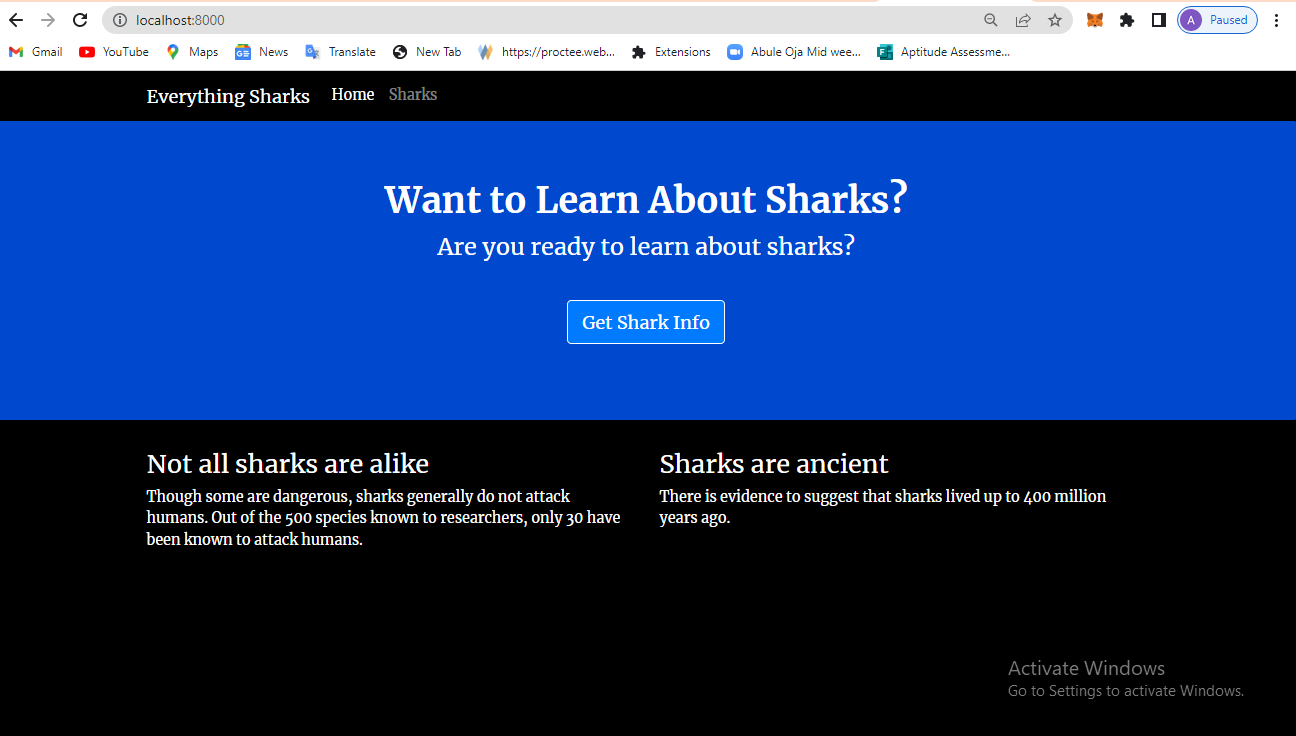 localhost:8000
A Paused
Gmail YouTube Maps News Translate New Tab https://proctee.web... Extensions Abule Oja Mid wee... Aptitude Assessme...
Everything Sharks Home Sharks
Want to Learn About Sharks?
Are you ready to learn about sharks?
Get Shark Info
Not all sharks are alike
Though some are dangerous, sharks generally do not attack
humans. Out of the 500 species known to researchers, only 30 have
been known to attack humans.
Sharks are ancient
There is evidence to suggest that sharks lived up to 400 million
years ago.
Activate Windows
Go to Settings to activate Windows.